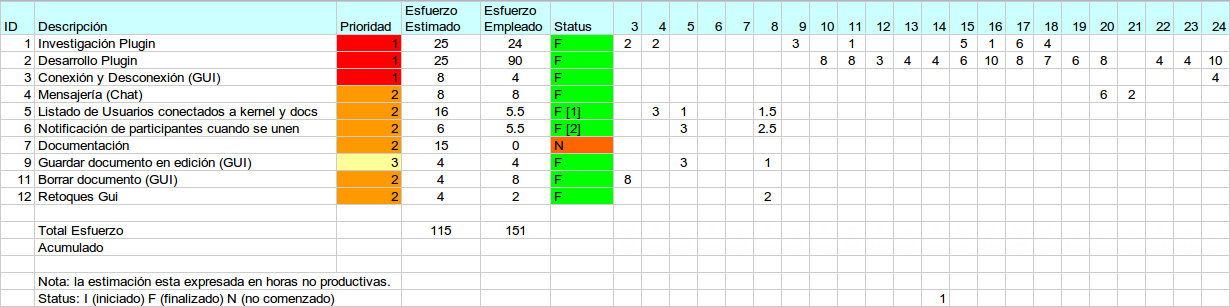 ID Descripción Prioridad Esfuerzo Estimado Esfuerzo Empleado Status 3 4 5 6 7 8 9 10 11 12 13 14 15 16 17 18 19 20 21 22 23 24
1 Investigación Plugin 1 25 24 F 2 2 3 1 5 1 6 4
2 Desarrollo Plugin 1 25 90 F 8 8 3 4 4 6 10 8 7 6 8 4 4 10
3 Conexión y Desconexión (GUI) 1 8 4 F 4
4 Mensajería (Chat) 2 8 8 F 6 2
5 Listado de Usuarios conectados a kernel y docs 2 16 5.5 F [1] 3 1 1.5
6 Notificación de participantes cuando se unen 2 6 5.5 F [2] 3 2.5
7 Documentación 2 15 0 N
9 Guardar documento en edición (GUI) 3 4 4 F 3 1
11 Borrar documento (GUI) 2 4 8 F 8
12 Retoques Gui 2 4 2 F 2
Total Esfuerzo 115 151
Acumulado
Nota: la estimación esta expresada en horas no productivas.
Status: I (iniciado) F (finalizado) N (no comenzado) 1